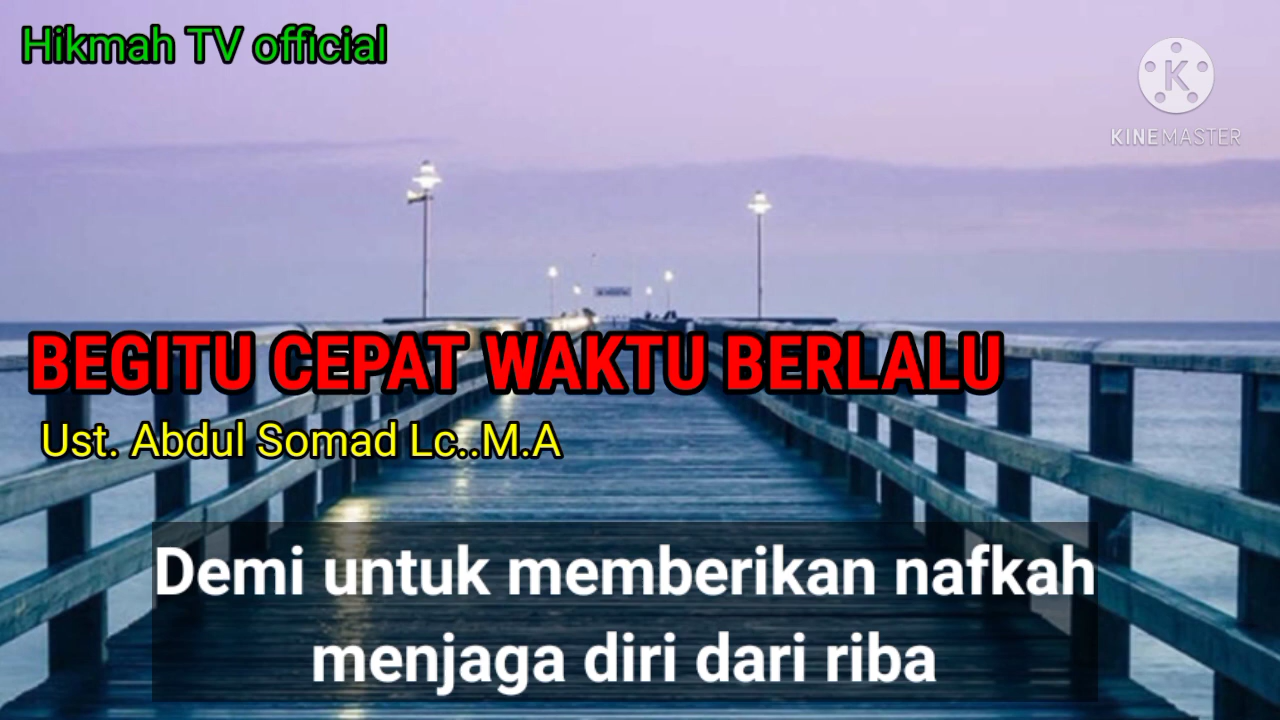 Hikmah TV official
K
KINEMASTER
BEGITU CEPAT WAKTU BERLALU
Ust. Abdul Somad Lc..M.A
Demi untuk memberikan nafkah
menjaga diri dari riba